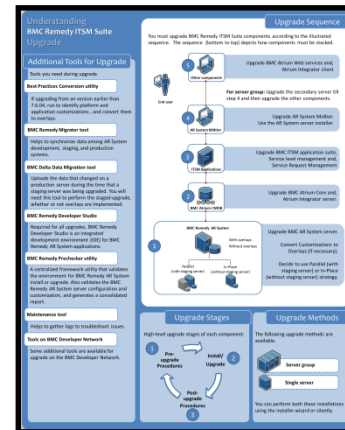 Understanding
BMC Remedy ITSM Suite
Upgrade
Additional Tools for Upgrade
Tools you need during upgrade.
Best Practices Conversion utility
If upgrading from a version earlier than
7.6.04, run to identify platform and
application customizations , and convert them
to overlays.
BMC Remedy Migrator tool
Helps to synchronize data among AR
System development, staging, and production
systems.
BMC Delta Data Migration tool
Uploads the data that changed on a
production server during the time that a
staging server was being upgraded. You will
need this tool to perform the staged-upgrade,
whether or not overlays are implemented.
BMC Remedy Developer Studio
Required for all upgrades. BMC Remedy
Developer Studio is an integrated
development environment (IDE) for BMC
Remedy AR System applications.
BMC Remedy Prechecker utility
A centralized framework utility that validates
the environment for BMC Remedy AR System
install or upgrade. Also validates the BMC
Remedy AR System server configuration and
customization, and generates a consolidated
report.
Maintenance tool
Helps to gather logs to troubleshoot issues.
Tools on BMC Developer Network
Some additional tools are available for
upgrade on the BMC Developer Network.
Upgrade Sequence
You must upgrade BMC Remedy ITSM Suite components according to the illustrated
sequence. The sequence (bottom to top) depicts how components must be stacked.
5
Other components
Upgrade BMC Atrium Web services and,
Atrium Integrator client
End user
For server group: Upgrade the secondary server till
step 4 and then upgrade the other components.
4
AR System Midtier
Upgrade AR System-Midtier.
Use the AR System server installer.
3
ITSM Applications
Upgrade BMC ITSM application suite,
Service level management and,
Service Request Management
2
BMC Atrium CMDB
Upgrade BMC Atrium Core and,
Atrium Integrator server.
1
BMC Remedy AR System
With overlays
Without overlays
Parallel
(with staging server)
In-Place
(without staging server)
Upgrade BMC AR System server.
Convert Customizations to
Overlays (if necessary).
Decide to use Parallel (with
staging server) or In-Place
(without staging server) strategy.
Upgrade Stages
High-level upgrade stages of each component:
1
Pre-
upgrade
Procedures
Install/
Upgrade
2
Post-
upgrade
Procedures
3
Upgrade Methods
The following upgrade methods are
available.
Server group
Single server
You can perform both these installations
using the installer wizard or silently.